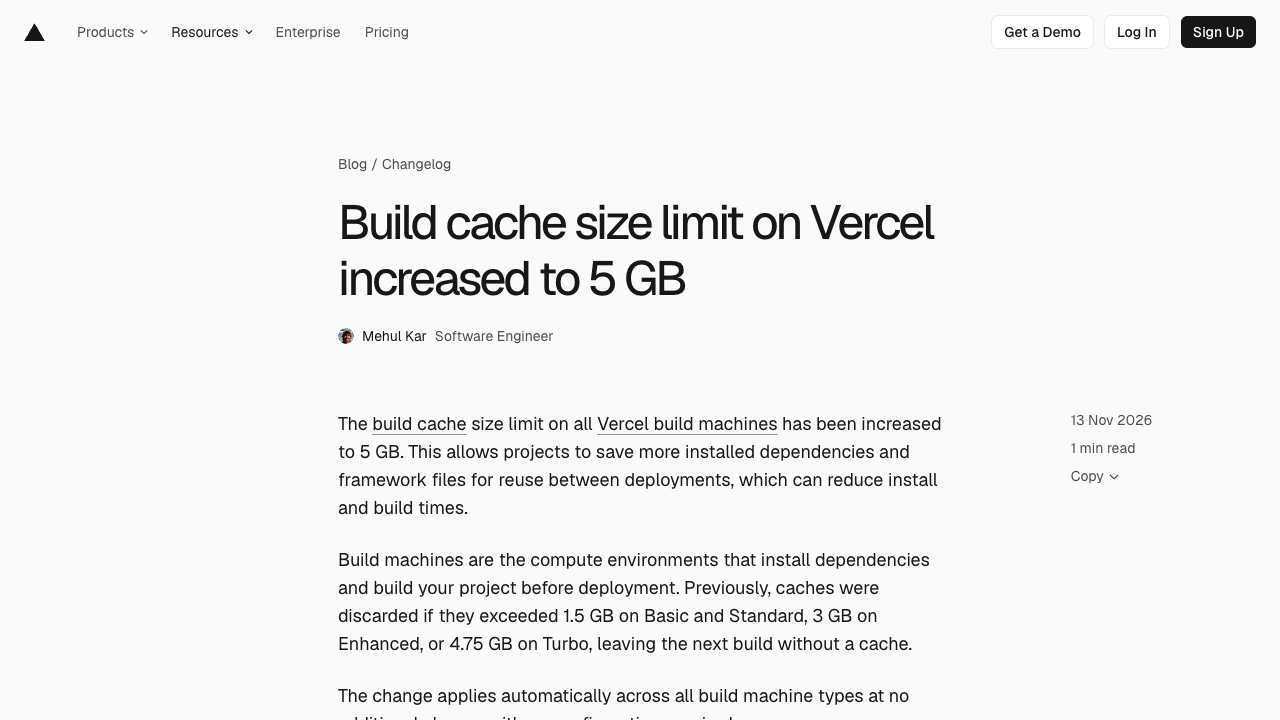 Products
Resources
Enterprise
Pricing
Get a Demo
Log In
Sign Up
Blog / Changelog
Build cache size limit on Vercel
increased to 5 GB
Mehul Kar Software Engineer
The build cache size limit on all Vercel build machines has been increased
to 5 GB. This allows projects to save more installed dependencies and
framework files for reuse between deployments, which can reduce install
and build times.
13 Nov 2026
1 min read
Copy
Build machines are the compute environments that install dependencies
and build your project before deployment. Previously, caches were
discarded if they exceeded 1.5 GB on Basic and Standard, 3 GB on
Enhanced, or 4.75 GB on Turbo, leaving the next build without a cache.
The change applies automatically across all build machine types at no